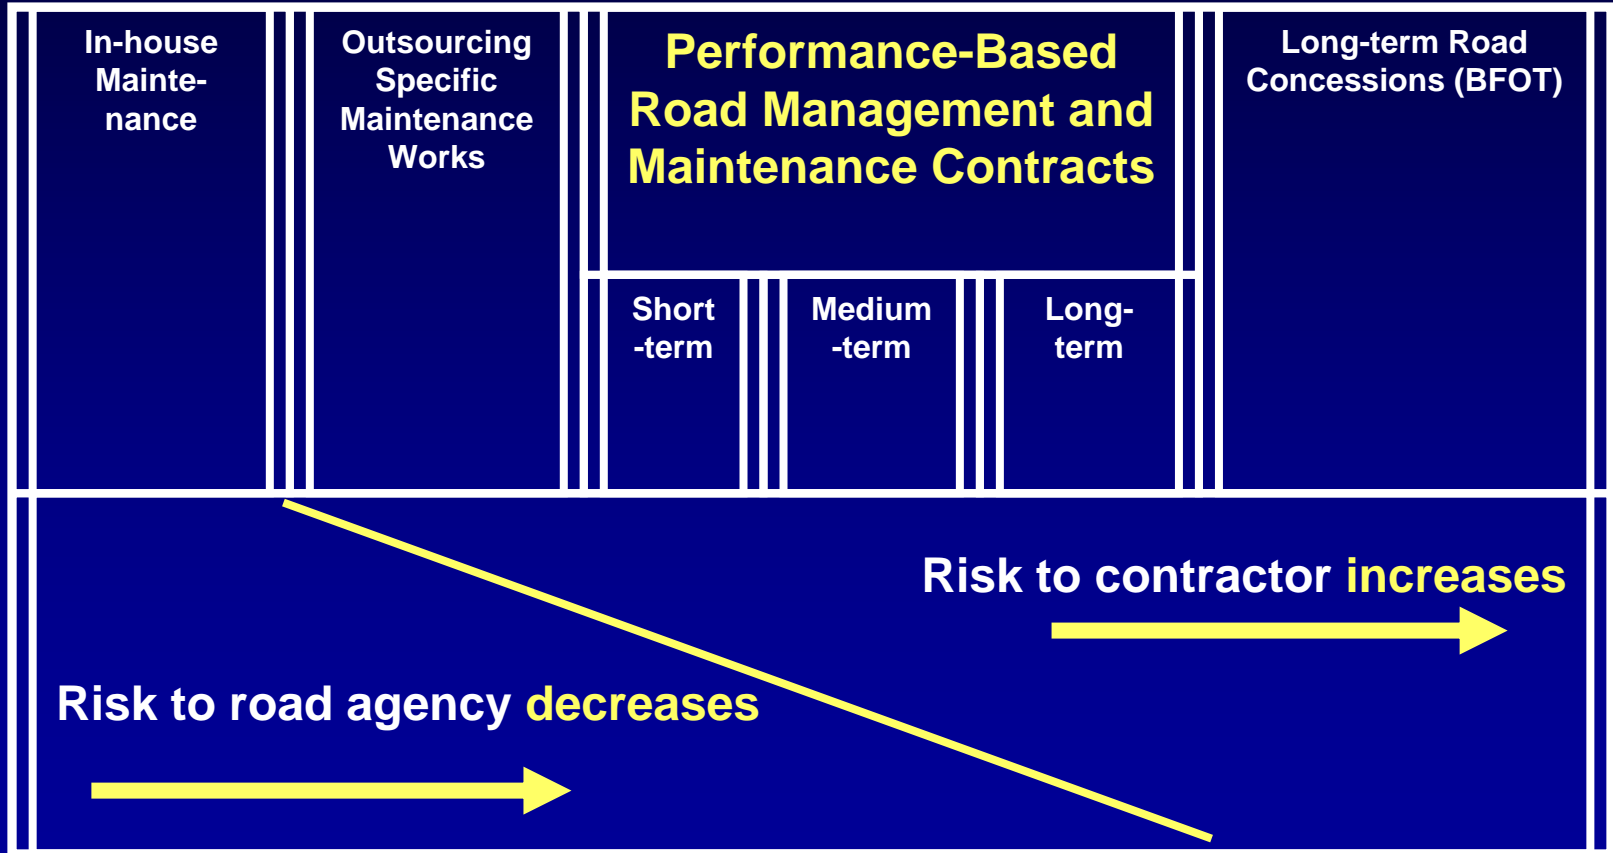 In-house
Mainte-
nance
Outsourcing
Specific
Maintenance
Works
Performance-Based
Road Management and
Maintenance Contracts
Long-term Road
Concessions (BFOT)
Short
-term
Medium
-term
Long-
term
Risk to contractor increases
Risk to road agency decreases